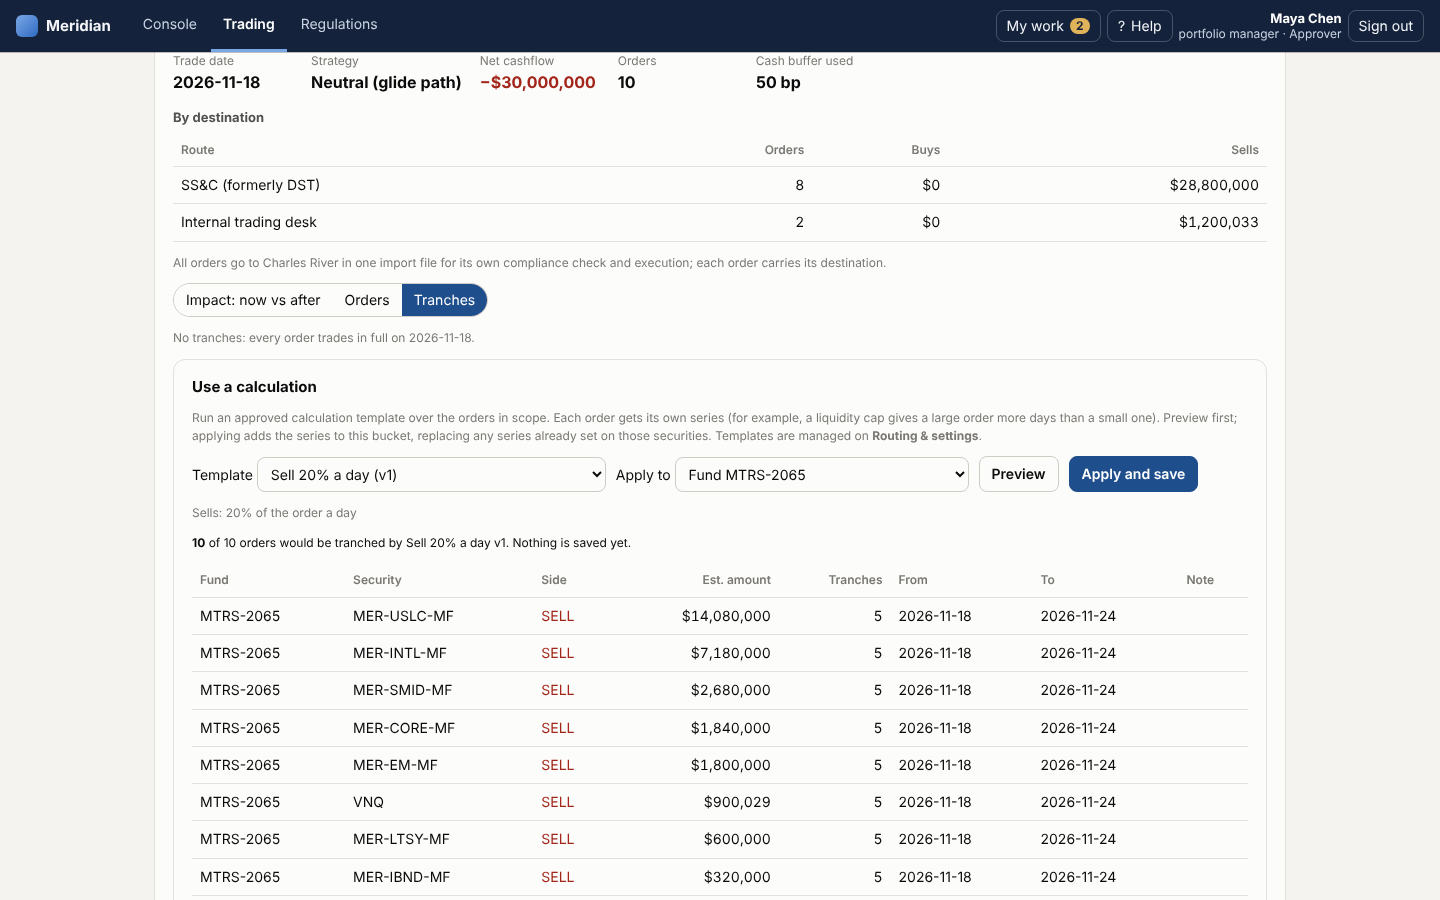 Meridian Console Trading Regulations My work 2 ? Help Maya Chen Sign out
portfolio manager · Approver
Trade date Strategy Net cashflow Orders Cash buffer used
2026-11-18 Neutral (glide path) −$30,000,000 10 50 bp
By destination
Route Orders Buys Sells
SS&C (formerly DST) 8 $0 $28,800,000
Internal trading desk 2 $0 $1,200,033
All orders go to Charles River in one import file for its own compliance check and execution; each order carries its destination.
Impact: now vs after Orders Tranches
No tranches: every order trades in full on 2026-11-18.
Use a calculation
Run an approved calculation template over the orders in scope. Each order gets its own series (for example, a liquidity cap gives a large order more days than a small one). Preview first;
applying adds the series to this bucket, replacing any series already set on those securities. Templates are managed on Routing & settings.
Template Sell 20% a day (v1) Apply to Fund MTRS-2065 Preview Apply and save
Sells: 20% of the order a day
10 of 10 orders would be tranched by Sell 20% a day v1. Nothing is saved yet.
Fund Security Side Est. amount Tranches From To Note
MTRS-2065 MER-USLC-MF SELL $14,080,000 5 2026-11-18 2026-11-24
MTRS-2065 MER-INTL-MF SELL $7,180,000 5 2026-11-18 2026-11-24
MTRS-2065 MER-SMID-MF SELL $2,680,000 5 2026-11-18 2026-11-24
MTRS-2065 MER-CORE-MF SELL $1,840,000 5 2026-11-18 2026-11-24
MTRS-2065 MER-EM-MF SELL $1,800,000 5 2026-11-18 2026-11-24
MTRS-2065 VNQ SELL $900,029 5 2026-11-18 2026-11-24
MTRS-2065 MER-LTSY-MF SELL $600,000 5 2026-11-18 2026-11-24
MTRS-2065 MER-IBND-MF SELL $320,000 5 2026-11-18 2026-11-24